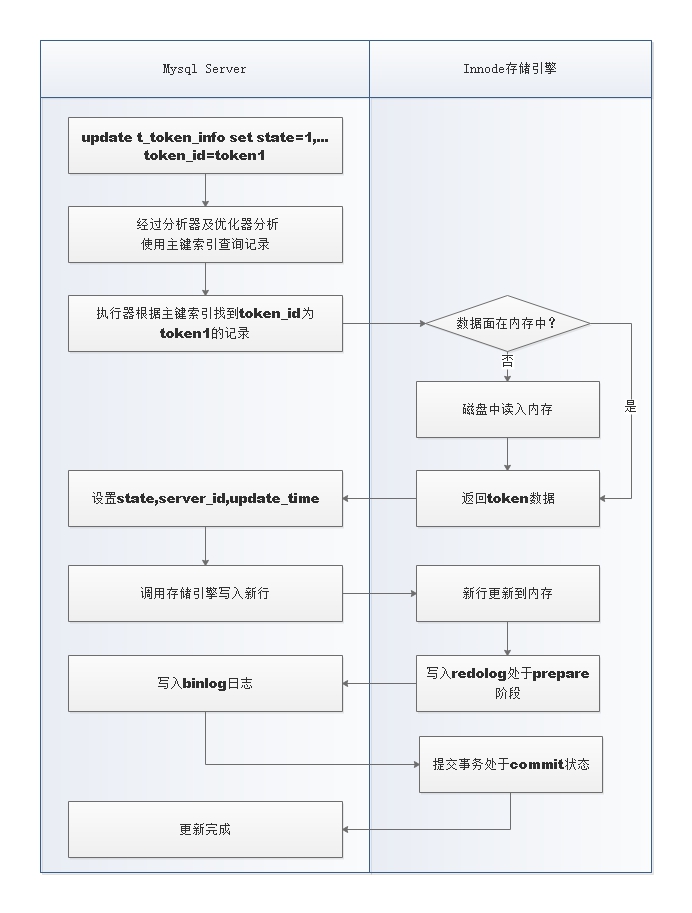 Mysql Server
Innode存储引擎
update t_token_info set state=1,...
token_id=token1
经过分析器及优化器分析
使用主键索引查询记录
执行器根据主键索引找到token_id为
token1的记录
数据面在内存中?
否
是
磁盘中读入内存
返回token数据
设置state,server_id,update_time
调用存储引擎写入新行
新行更新到内存
写入redolog处于prepare
阶段
写入binlog日志
提交事务处于commit状态
更新完成